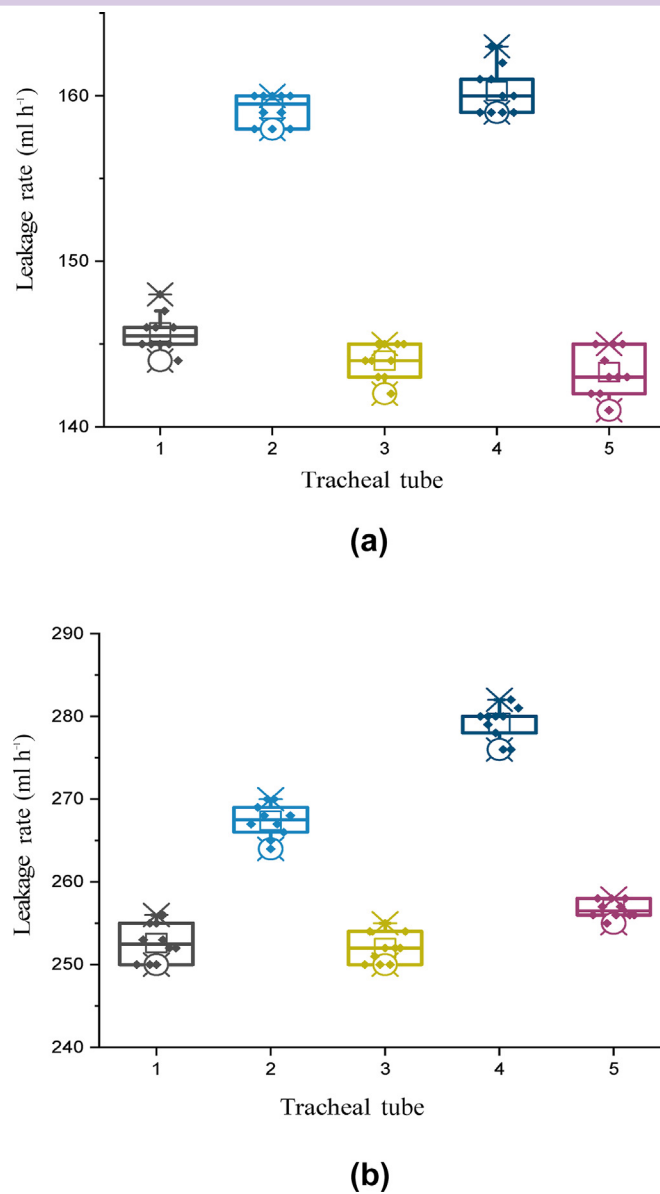 160
150
140
Leakage rate (ml h⁻¹)
1 2 3 4 5
Tracheal tube
(a)
290
280
270
260
250
240
Leakage rate (ml h⁻¹)
1 2 3 4 5
Tracheal tube
(b)